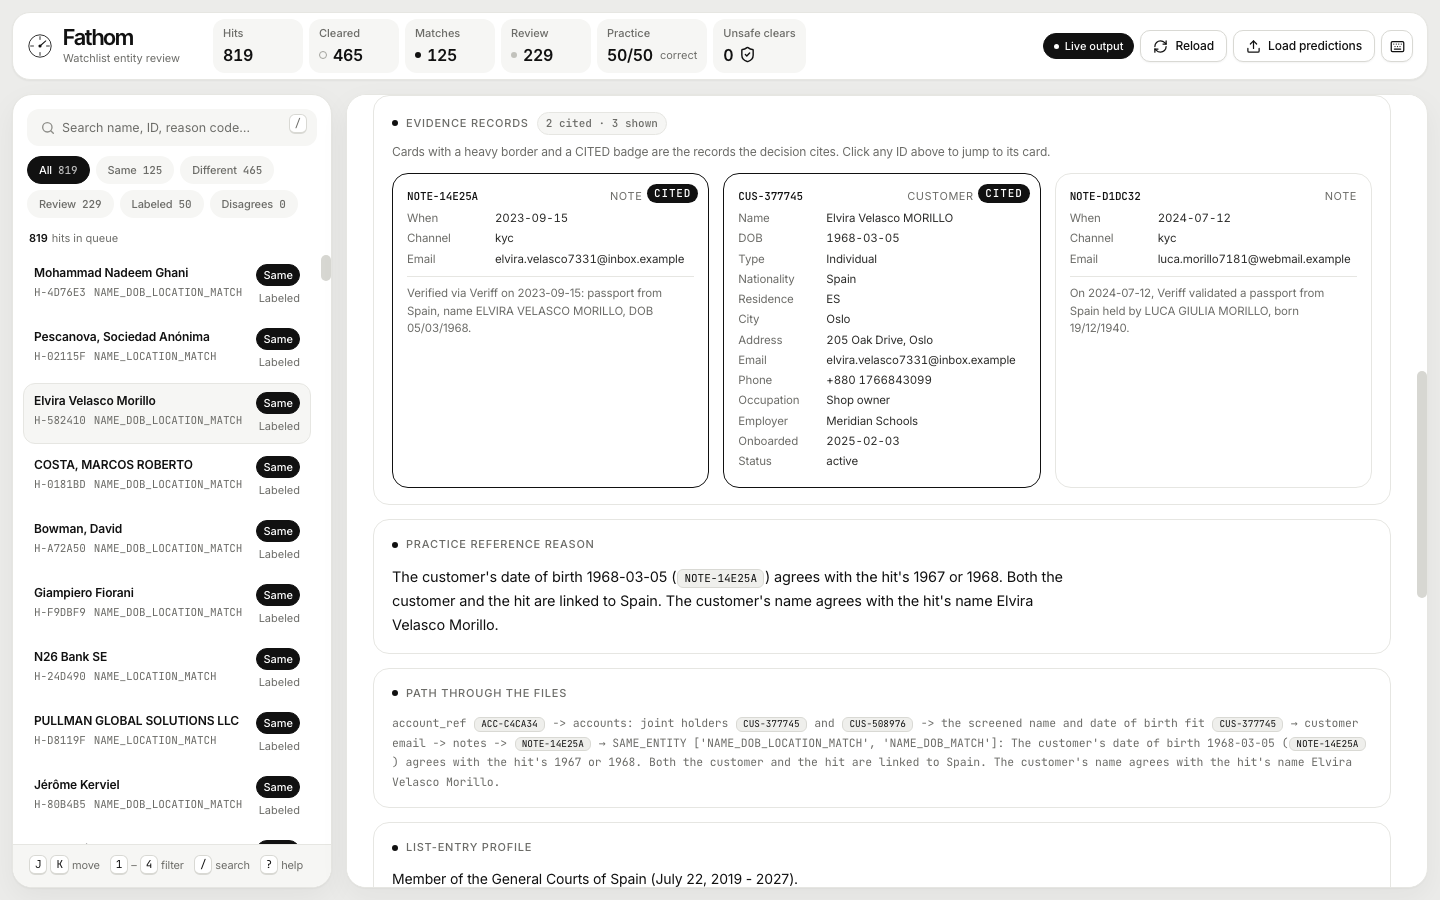 Fathom
Watchlist entity review
Hits
819
Cleared
465
Matches
125
Review
229
Practice
50/50 correct
Unsafe clears
0
Live output
Reload
Load predictions
Search name, ID, reason code...
/
All 819
Same 125
Different 465
Review 229
Labeled 50
Disagrees 0
819 hits in queue
Mohammad Nadeem Ghani
Same
H-4D76E3 NAME_DOB_LOCATION_MATCH
Labeled
Pescanova, Sociedad Anónima
Same
H-02115F NAME_LOCATION_MATCH
Labeled
Elvira Velasco Morillo
Same
H-582410 NAME_DOB_LOCATION_MATCH
Labeled
COSTA, MARCOS ROBERTO
Same
H-0181BD NAME_DOB_LOCATION_MATCH
Labeled
Bowman, David
Same
H-A72A50 NAME_DOB_LOCATION_MATCH
Labeled
Giampiero Fiorani
Same
H-F9DBF9 NAME_DOB_LOCATION_MATCH
Labeled
N26 Bank SE
Same
H-24D490 NAME_LOCATION_MATCH
Labeled
PULLMAN GLOBAL SOLUTIONS LLC
Same
H-D8119F NAME_LOCATION_MATCH
Labeled
Jérôme Kerviel
Same
H-80B4B5 NAME_DOB_LOCATION_MATCH
Labeled
J K move 1 – 4 filter / search ? help
EVIDENCE RECORDS 2 cited · 3 shown
Cards with a heavy border and a CITED badge are the records the decision cites. Click any ID above to jump to its card.
NOTE-14E25A NOTE CITED
When 2023-09-15
Channel kyc
Email elvira.velasco7331@inbox.example
Verified via Veriff on 2023-09-15: passport from
Spain, name ELVIRA VELASCO MORILLO, DOB
05/03/1968.
CUS-377745 CUSTOMER CITED
Name Elvira Velasco MORILLO
DOB 1968-03-05
Type Individual
Nationality Spain
Residence ES
City Oslo
Address 205 Oak Drive, Oslo
Email elvira.velasco7331@inbox.example
Phone +880 1766843099
Occupation Shop owner
Employer Meridian Schools
Onboarded 2025-02-03
Status active
NOTE-D1DC32 NOTE
When 2024-07-12
Channel kyc
Email luca.morillo7181@webmail.example
On 2024-07-12, Veriff validated a passport from
Spain held by LUCA GIULIA MORILLO, born
19/12/1940.
PRACTICE REFERENCE REASON
The customer's date of birth 1968-03-05 (NOTE-14E25A) agrees with the hit's 1967 or 1968. Both the
customer and the hit are linked to Spain. The customer's name agrees with the hit's name Elvira
Velasco Morillo.
PATH THROUGH THE FILES
account_ref ACC-C4CA34 -> accounts: joint holders CUS-377745 and CUS-508976 -> the screened name and date of birth fit CUS-377745 → customer
email -> notes -> NOTE-14E25A → SAME_ENTITY ['NAME_DOB_LOCATION_MATCH', 'NAME_DOB_MATCH']: The customer's date of birth 1968-03-05 (NOTE-14E25A
) agrees with the hit's 1967 or 1968. Both the customer and the hit are linked to Spain. The customer's name agrees with the hit's name Elvira
Velasco Morillo.
LIST-ENTRY PROFILE
Member of the General Courts of Spain (July 22, 2019 - 2027).